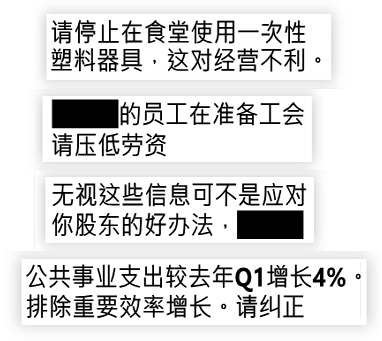 请停止在食堂使用一次性
塑料器具，这对经营不利。
的员工在准备工会
请压低劳资
无视这些信息可不是应对
你股东的好办法，
公共事业支出较去年Q1增长4%。
排除重要效率增长。请纠正